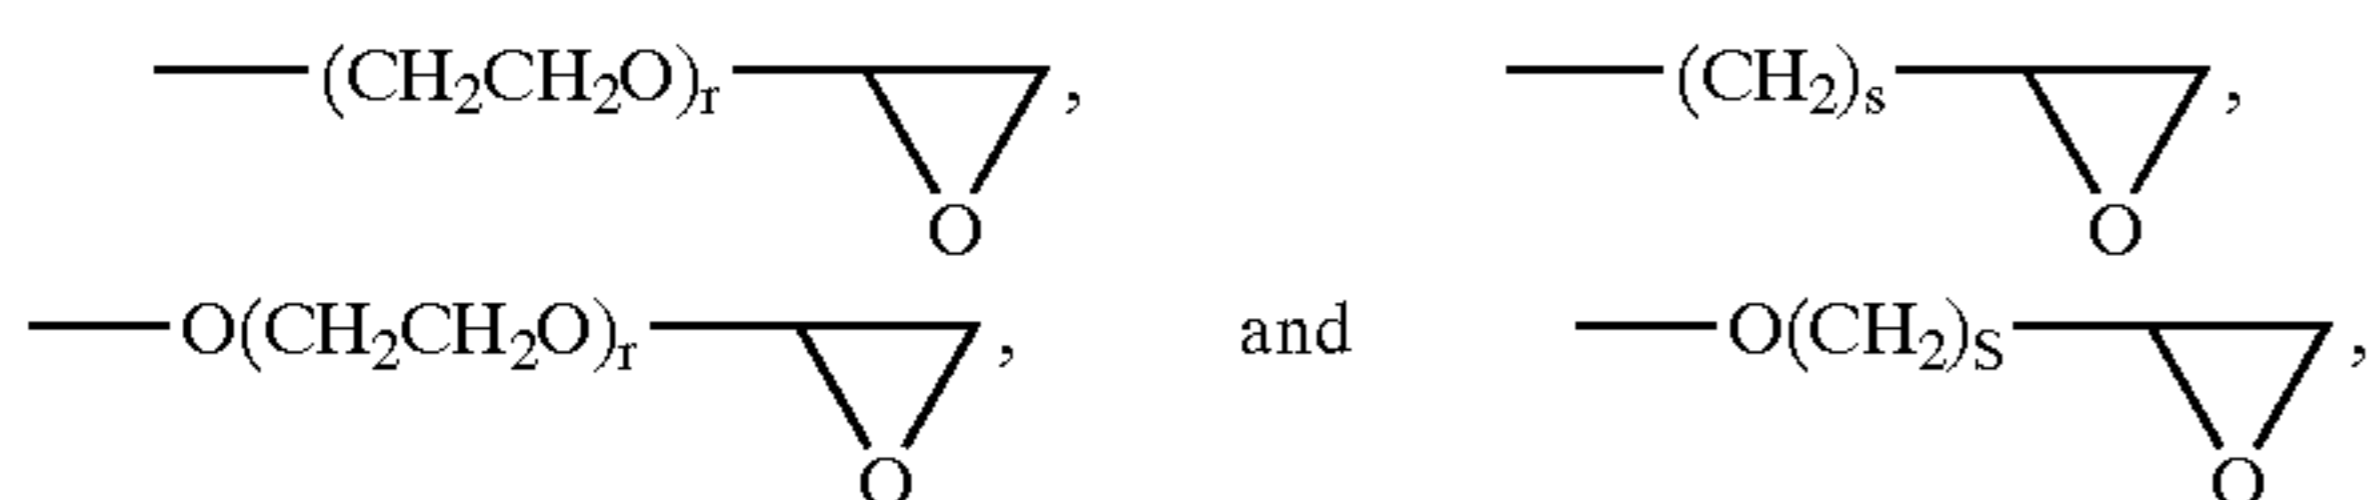 (CH₂CH₂O)ᵣ , (CH₂)ₛ ,
O O
O(CH₂CH₂O)ᵣ , and O(CH₂)S ,
O O